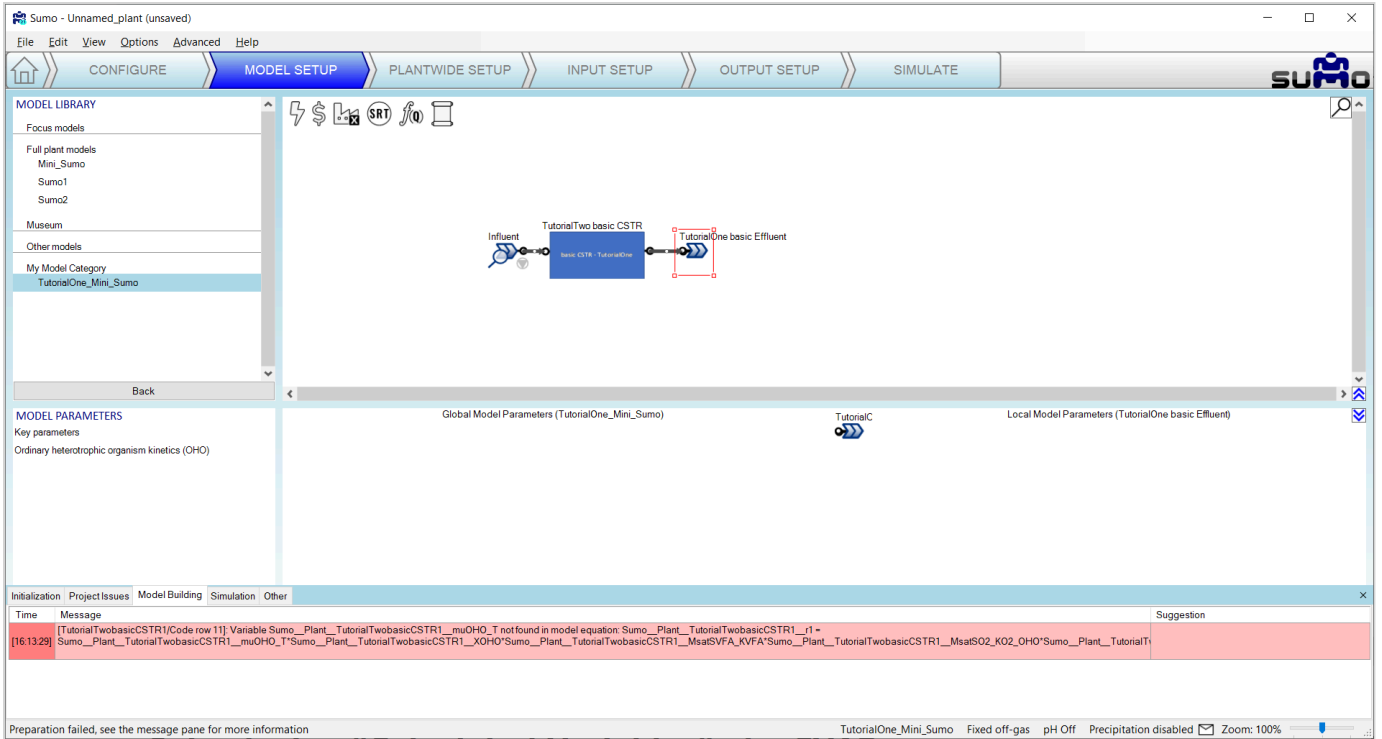 Sumo - Unnamed_plant (unsaved)
File Edit View Options Advanced Help
CONFIGURE MODEL SETUP PLANTWIDE SETUP INPUT SETUP OUTPUT SETUP SIMULATE
SUMO
MODEL LIBRARY
Focus models
Full plant models
Mini_Sumo
Sumo1
Sumo2
Museum
Other models
My Model Category
TutorialOne_Mini_Sumo
Back
$ SRT f(Q)
TutorialTwo basic CSTR
Influent
TutorialOne basic Effluent
basic CSTR - TutorialOne
MODEL PARAMETERS
Key parameters
Ordinary heterotrophic organism kinetics (OHO)
Global Model Parameters (TutorialOne_Mini_Sumo)
TutorialC
Local Model Parameters (TutorialOne basic Effluent)
Initialization Project Issues Model Building Simulation Other
Time Message Suggestion
[16:13:29] [TutorialTwobasicCSTR1/Code row 11]: Variable Sumo__Plant__TutorialTwobasicCSTR1__muOHO_T not found in model equation: Sumo__Plant__TutorialTwobasicCSTR1__r1 =
Sumo__Plant__TutorialTwobasicCSTR1__muOHO_T*Sumo__Plant__TutorialTwobasicCSTR1__XOHO*Sumo__Plant__TutorialTwobasicCSTR1__MsatSVFA_KVFA*Sumo__Plant__TutorialTwobasicCSTR1__MsatSO2_KO2_OHO*Sumo__Plant__TutorialTv
Preparation failed, see the message pane for more information
TutorialOne_Mini_Sumo Fixed off-gas pH Off Precipitation disabled Zoom: 100%